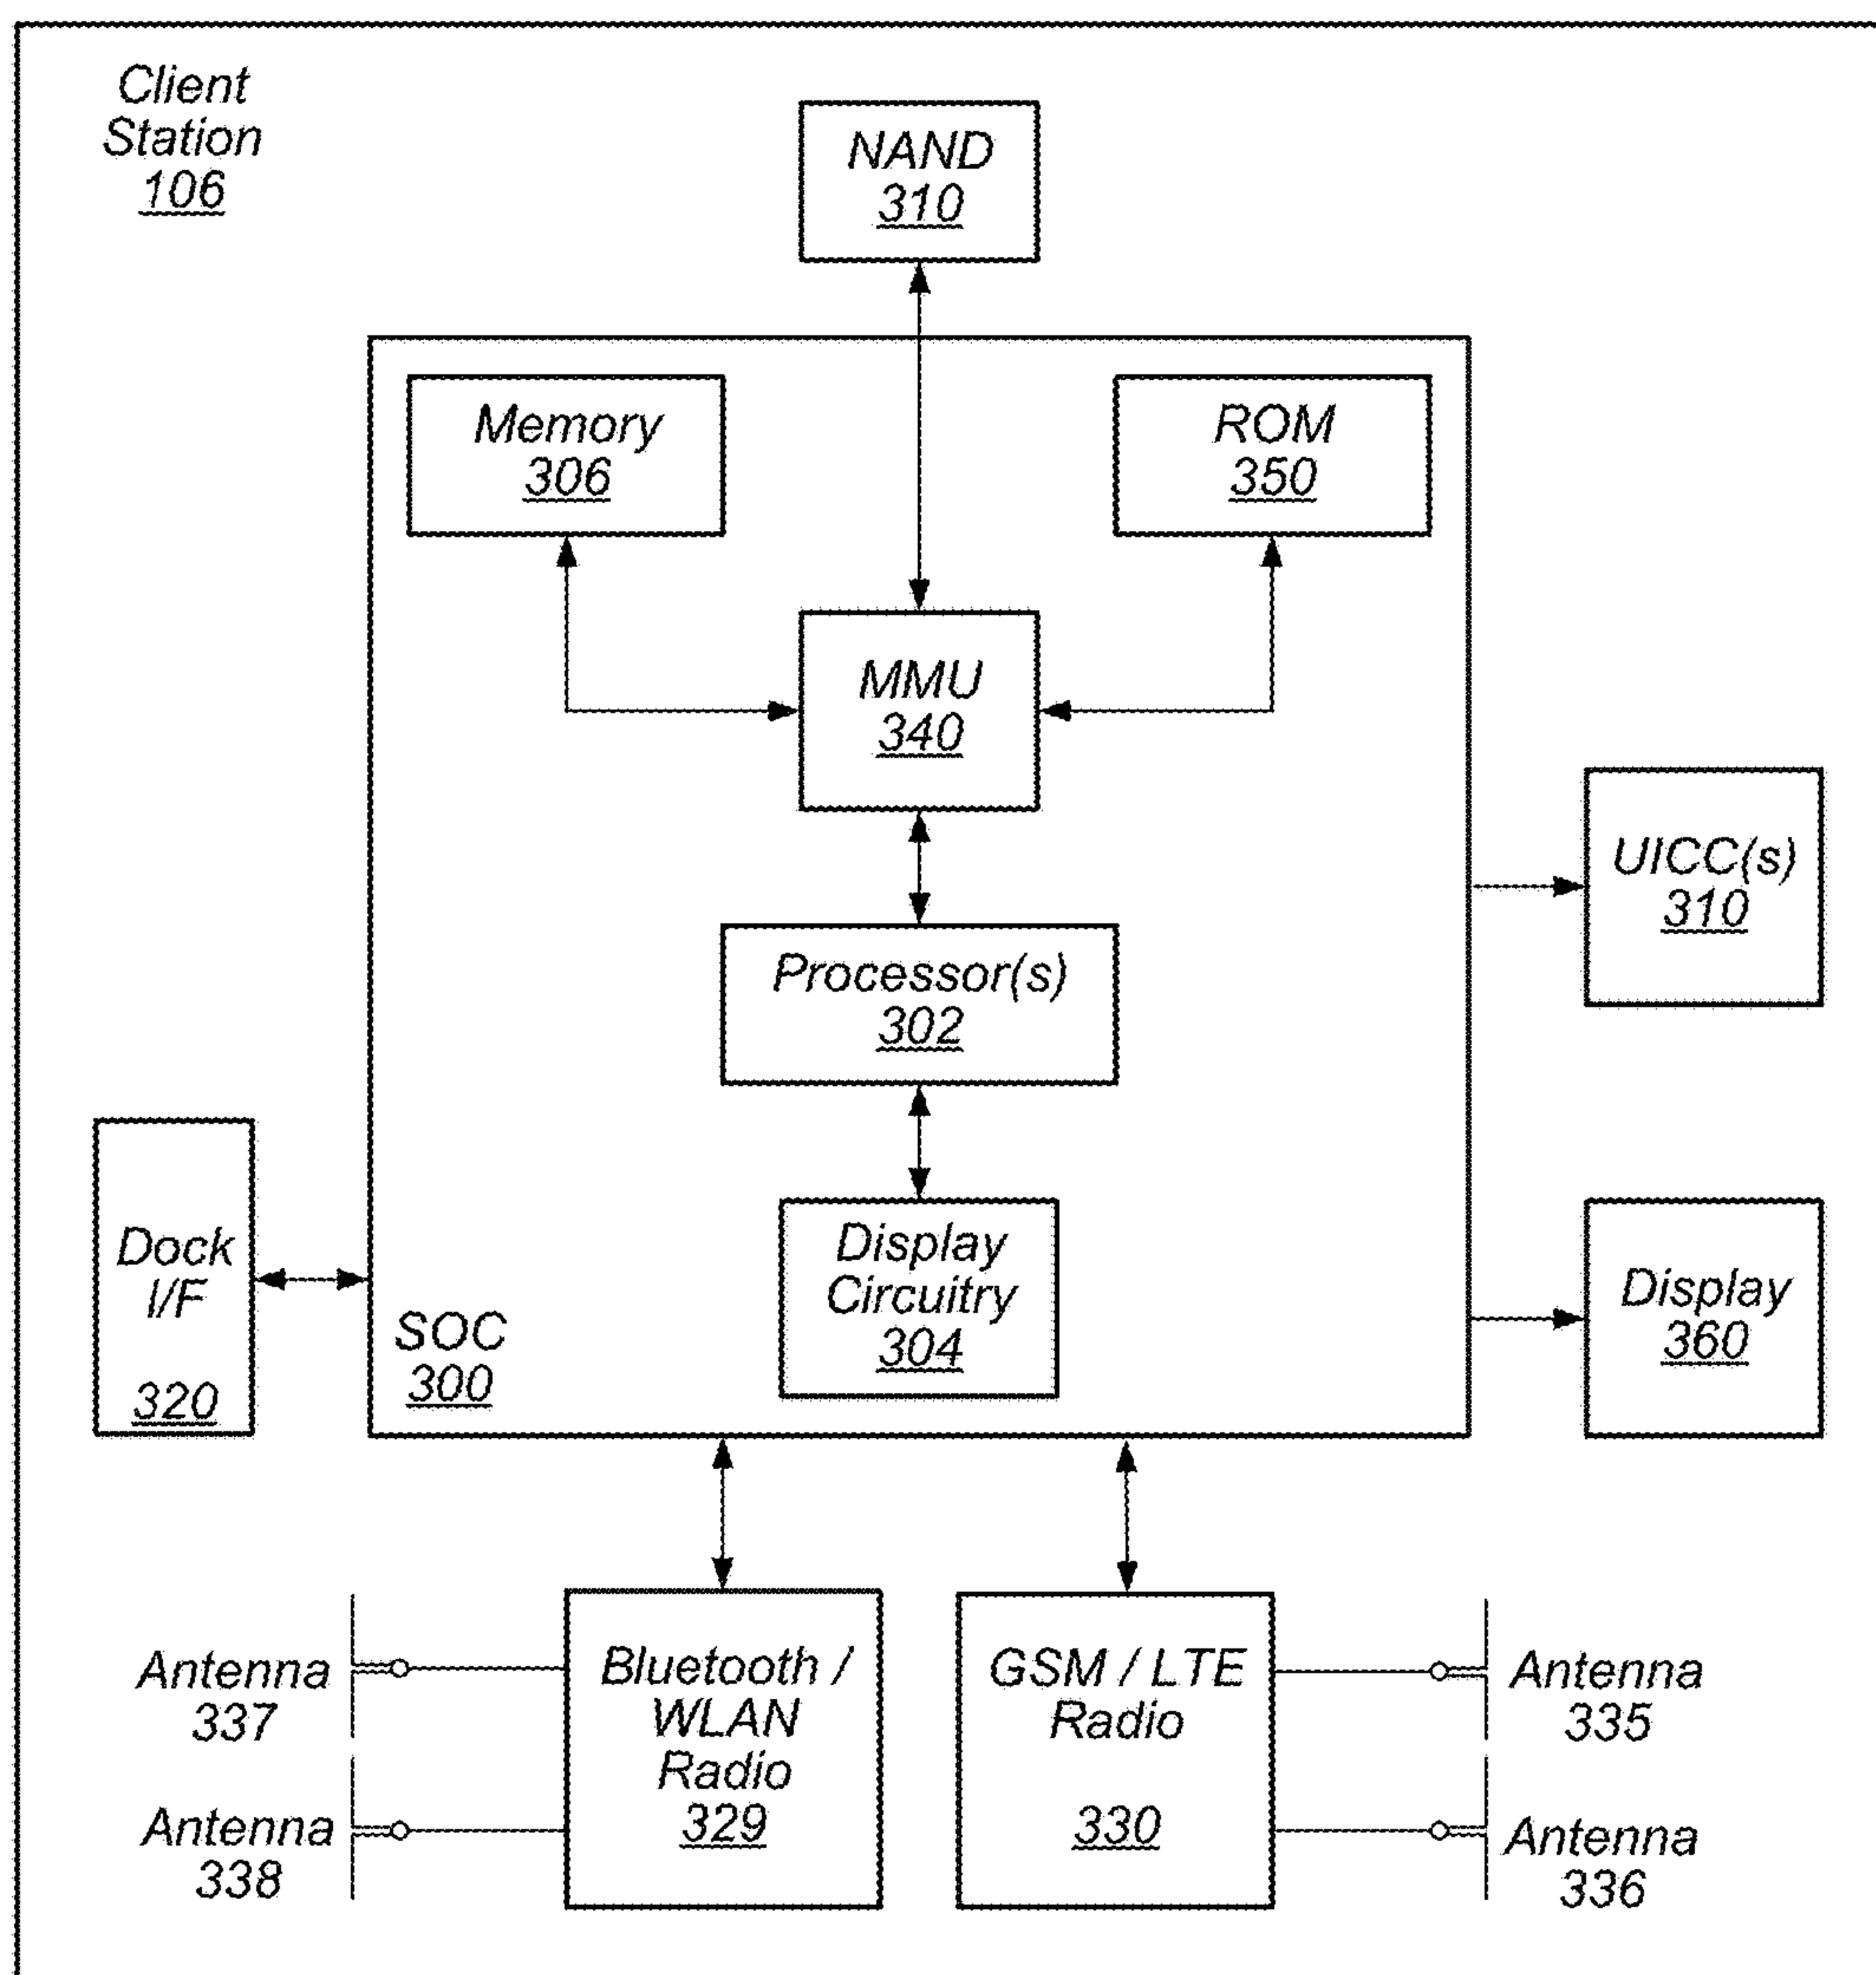 Client
Station
106
NAND
310
Memory
306
ROM
350
MMU
340
UICC(s)
310
Processor(s)
302
Dock
I/F
320
Display
Circuitry
304
SOC
300
Display
360
Bluetooth /
WLAN
Radio
329
GSM / LTE
Radio
330
Antenna
337
Antenna
338
Antenna
335
Antenna
336